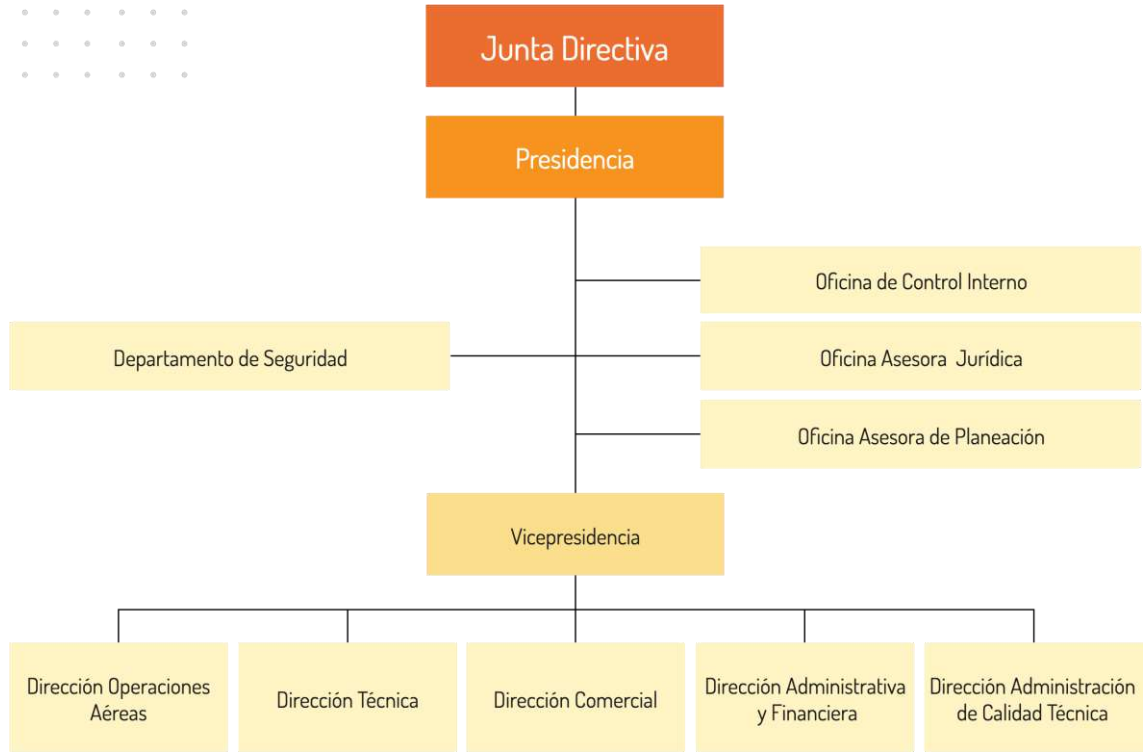 Junta Directiva
Presidencia
Oficina de Control Interno
Departamento de Seguridad
Oficina Asesora Jurídica
Oficina Asesora de Planeación
Vicepresidencia
Dirección Operaciones
Aéreas
Dirección Técnica
Dirección Comercial
Dirección Administrativa
y Financiera
Dirección Administración
de Calidad Técnica